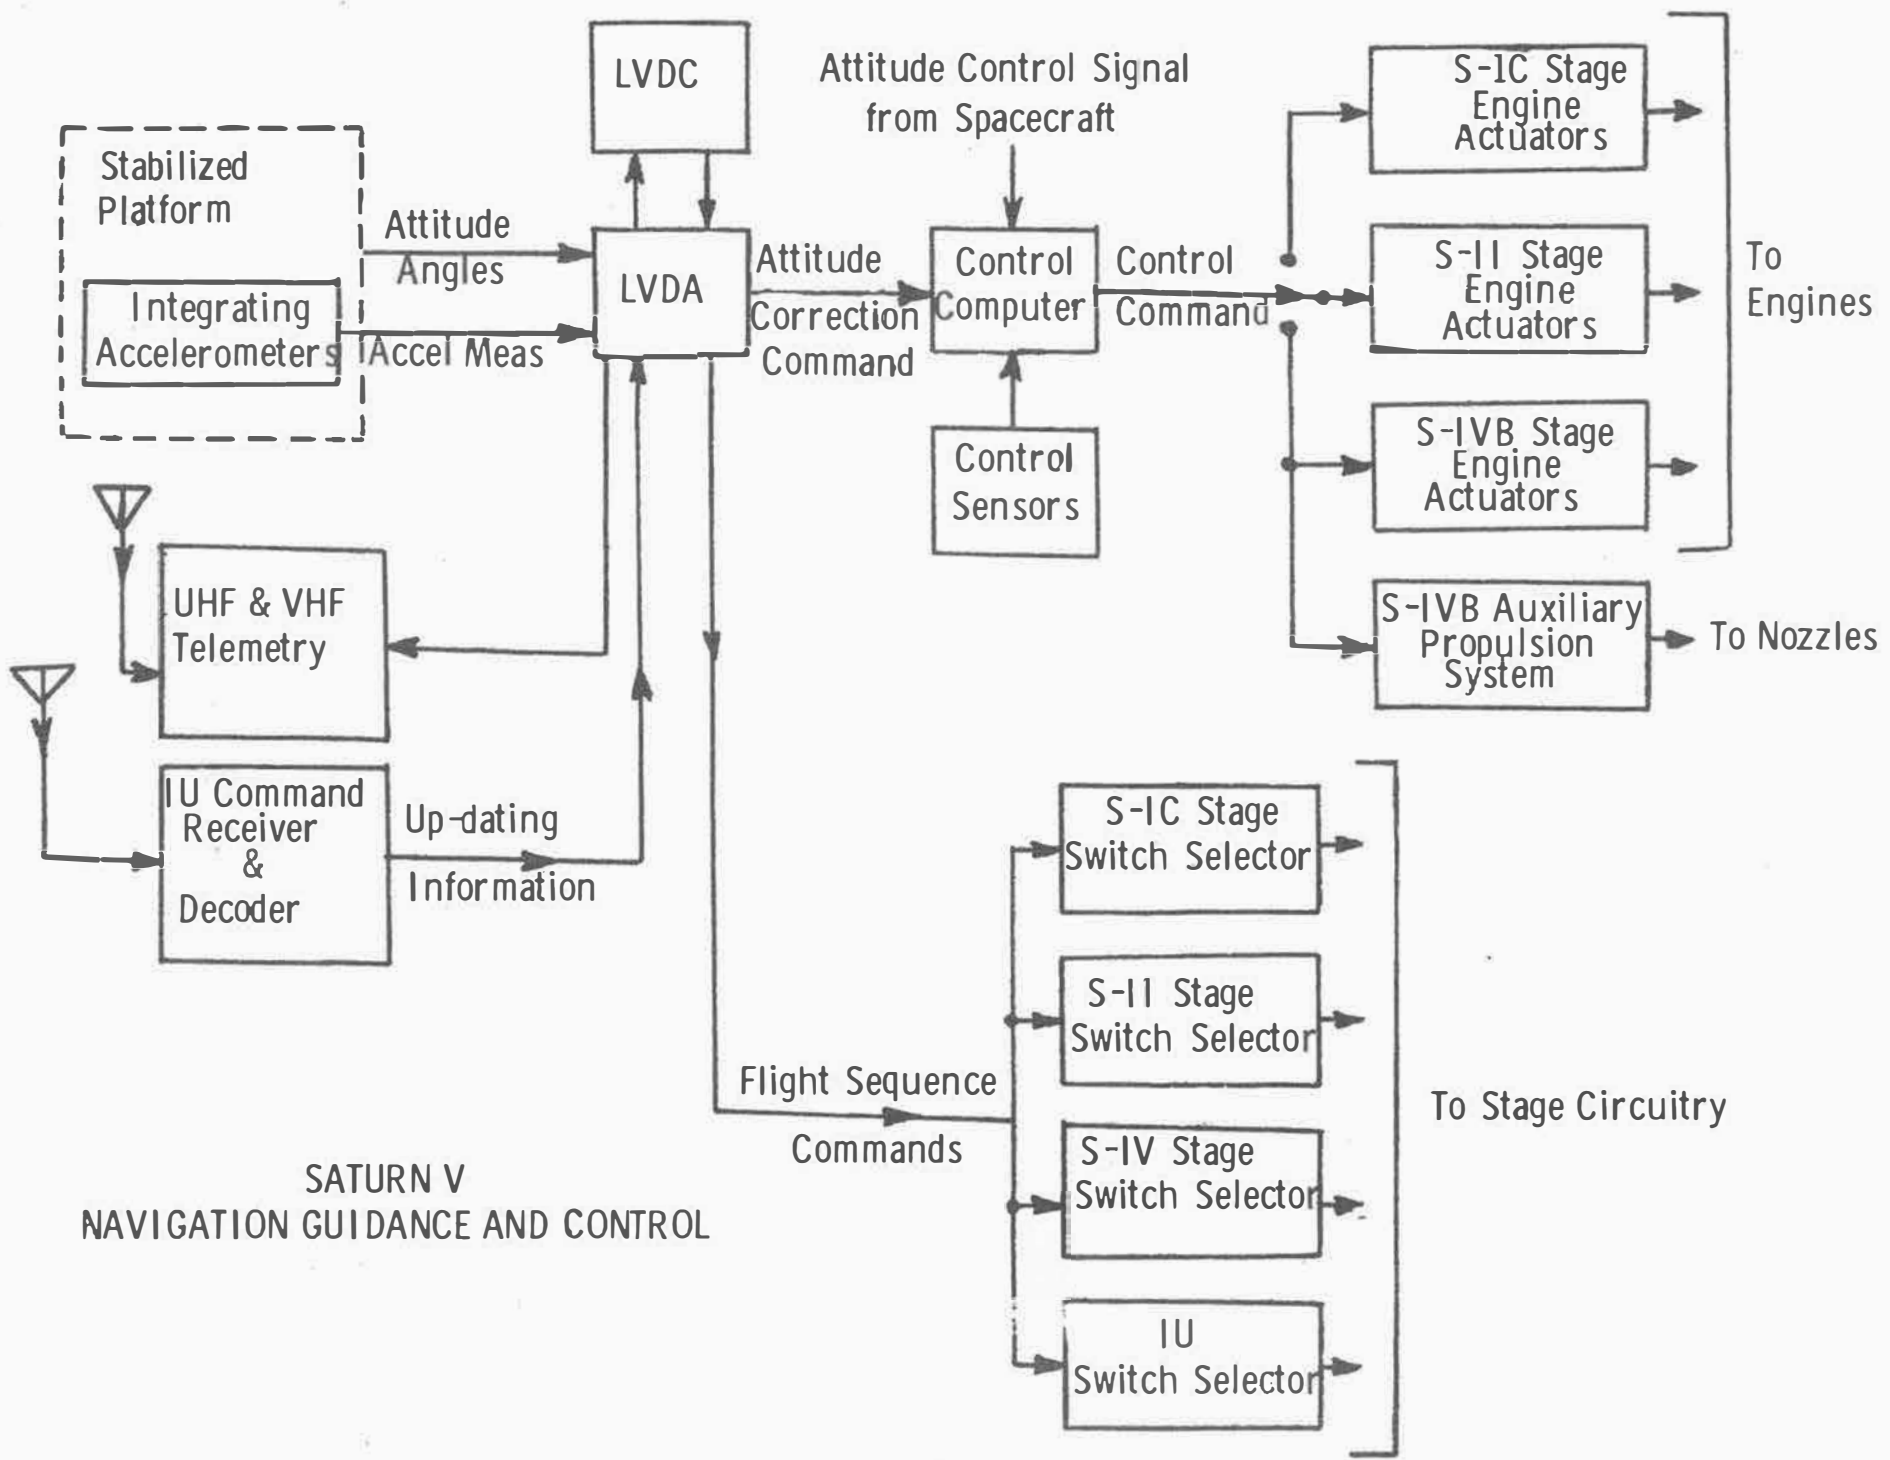 LVDC
Attitude Control Signal
from Spacecraft
S-IC Stage
Engine
Actuators
Stabilized
Platform
Integrating
Accelerometers
Attitude
Angles
Accel Meas
LVDA
Attitude
Correction
Command
Control
Computer
Control
Command
S-II Stage
Engine
Actuators
To
Engines
Control
Sensors
S-IVB Stage
Engine
Actuators
S-IVB Auxiliary
Propulsion
System
To Nozzles
UHF & VHF
Telemetry
IU Command
Receiver
&
Decoder
Up-dating
Information
S-IC Stage
Switch Selector
S-II Stage
Switch Selector
Flight Sequence
Commands
S-IV Stage
Switch Selector
IU
Switch Selector
To Stage Circuitry
SATURN V
NAVIGATION GUIDANCE AND CONTROL